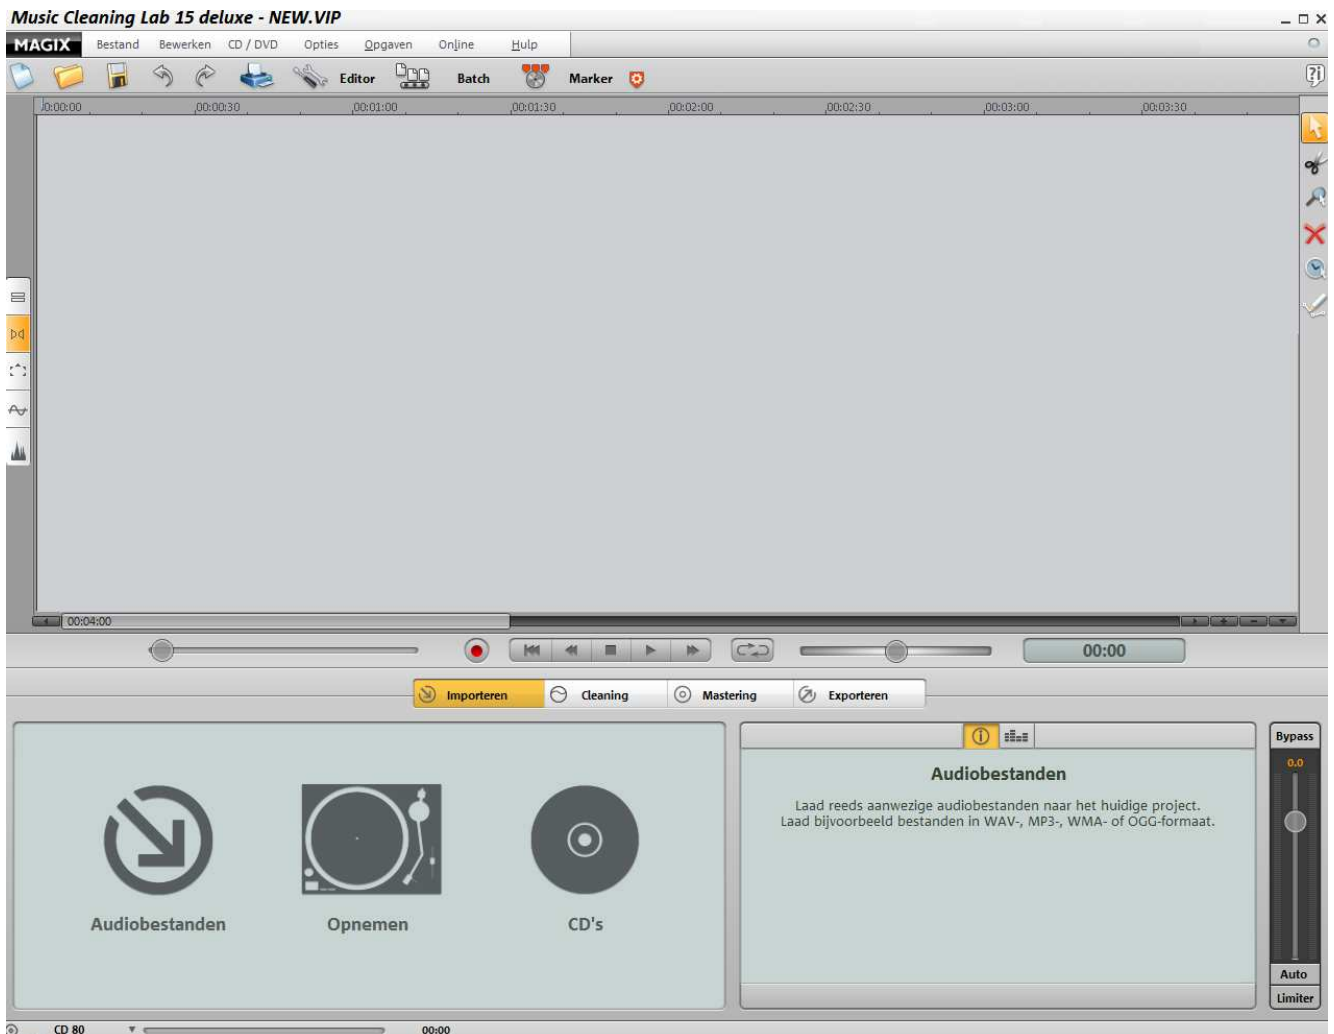 Music Cleaning Lab 15 deluxe - NEW.VIP
MAGIX Bestand Bewerken CD / DVD Opties Opgaven Online Hulp
Editor Batch Marker ?i
0:00:00 00:00:30 00:01:00 00:01:30 00:02:00 00:02:30 00:03:00 00:03:30
00:04:00
00:00
Importeren Cleaning Mastering Exporteren
Bypass
0.0
Audiobestanden
Laad reeds aanwezige audiobestanden naar het huidige project.
Laad bijvoorbeeld bestanden in WAV-, MP3-, WMA- of OGG-formaat.
Audiobestanden Opnemen CD's
Auto
Limiter
CD 80 00:00